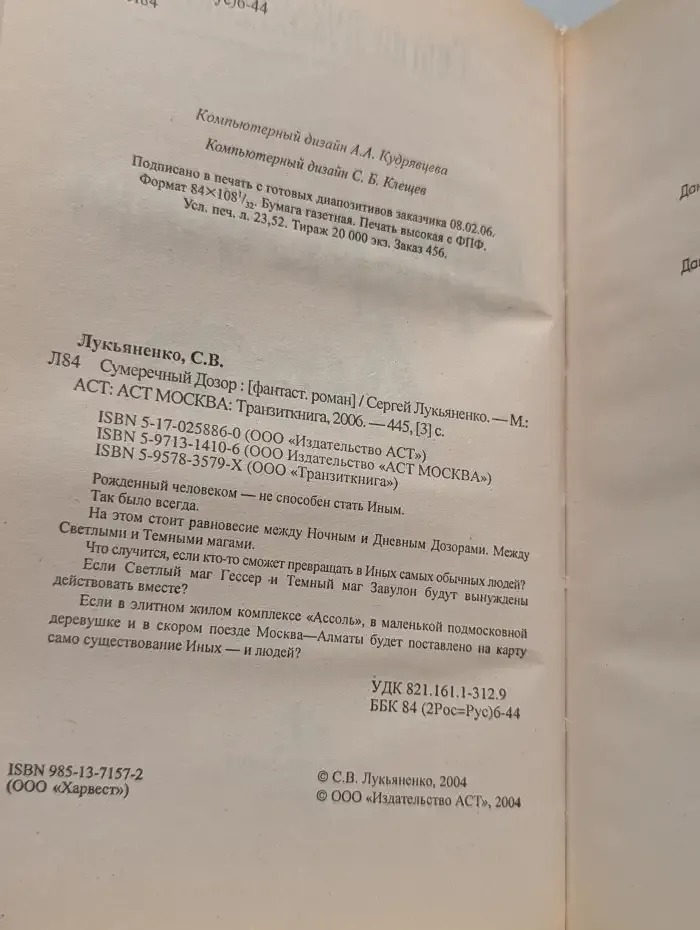 Л84
УС)6-44
Компьютерный дизайн А.А. Кудрявцева
Компьютерный дизайн С. Б. Клещев
Подписано в печать с готовых диапозитивов заказчика 08.02.06.
Формат 84×108¹/₃₂. Бумага газетная. Печать высокая с ФПФ.
Усл. печ. л. 23,52. Тираж 20 000 экз. Заказ 456.
Лукьяненко, С.В.
Л84 Сумеречный Дозор : [фантаст. роман] / Сергей Лукьяненко. — М.:
АСТ: АСТ МОСКВА: Транзиткнига, 2006. — 445, [3] с.
ISBN 5-17-025886-0 (ООО «Издательство АСТ»)
ISBN 5-9713-1410-6 (ООО Издательство «АСТ МОСКВА»)
ISBN 5-9578-3579-X (ООО «Транзиткнига»)
Рожденный человеком — не способен стать Иным.
Так было всегда.
На этом стоит равновесие между Ночным и Дневным Дозорами. Между
Светлыми и Темными магами.
Что случится, если кто-то сможет превращать в Иных самых обычных людей?
Если Светлый маг Гессер и Темный маг Завулон будут вынуждены
действовать вместе?
Если в элитном жилом комплексе «Ассоль», в маленькой подмосковной
деревушке и в скором поезде Москва—Алматы будет поставлено на карту
само существование Иных — и людей?
УДК 821.161.1-312.9
ББК 84 (2Рос=Рус)6-44
ISBN 985-13-7157-2
(ООО «Харвест»)
© С.В. Лукьяненко, 2004
© ООО «Издательство АСТ», 2004